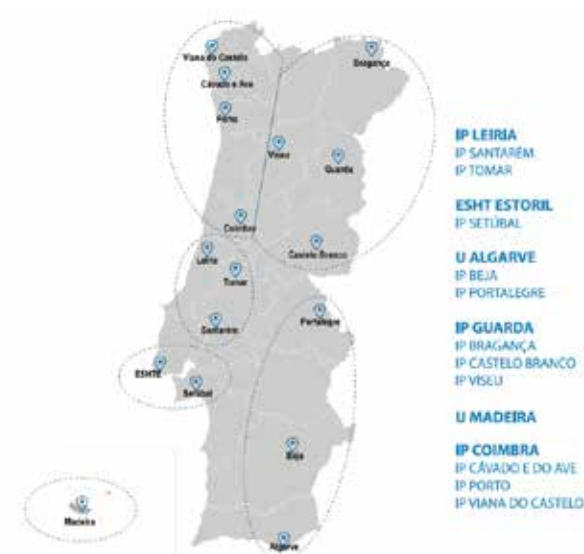 Viana do Castelo
Bragança
Cávado e Ave
Porto
Viseu
Guarda
Coimbra
Leiria
Castelo Branco
Tomar
Santarém
Portalegre
ESHTE
Setúbal
Beja
Madeira
Algarve
IP LEIRIA
IP SANTARÉM
IP TOMAR
ESHT ESTORIL
IP SETÚBAL
U ALGARVE
IP BEJA
IP PORTALEGRE
IP GUARDA
IP BRAGANÇA
IP CASTELO BRANCO
IP VISEU
U MADEIRA
IP COIMBRA
IP CÁVADO E DO AVE
IP PORTO
IP VIANA DO CASTELO